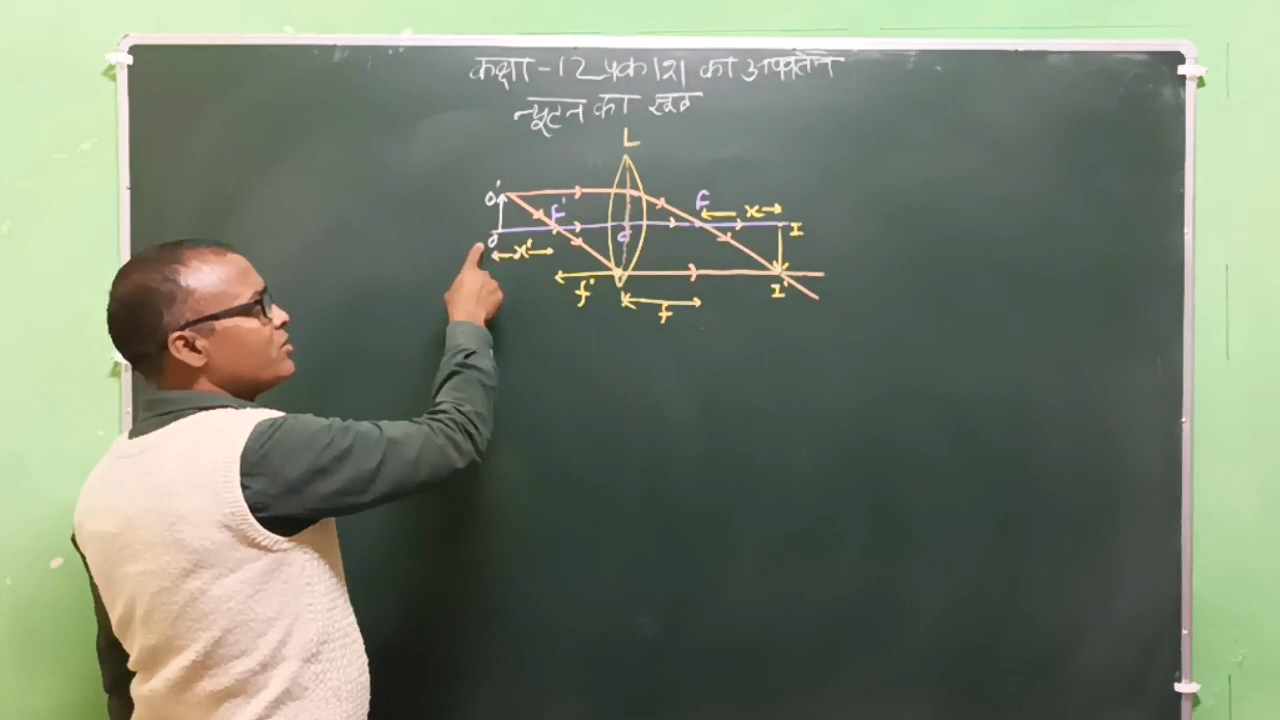 कक्षा-12 प्रकाश का अपवर्तन
न्यूटन का सूत्र
L
O'
F'
F
x
I
O
x'
f'
f
I'